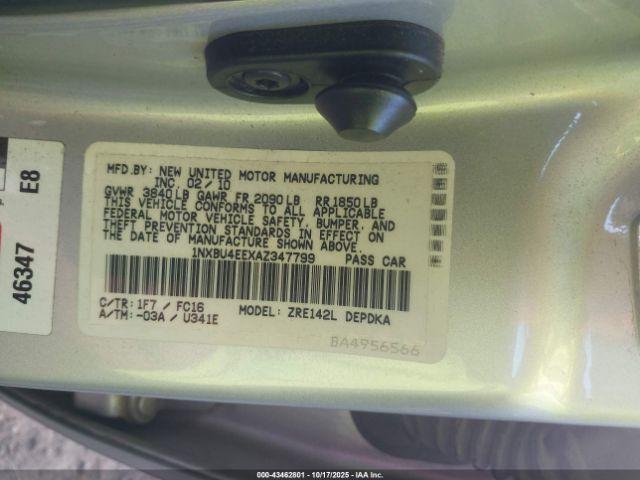 MFD.BY: NEW UNITED MOTOR MANUFACTURING
INC 02/10
GVWR 3840LB GAWR FR 2090LB RR1850LB
THIS VEHICLE CONFORMS TO ALL APPLICABLE
FEDERAL MOTOR VEHICLE SAFETY, BUMPER, AND
THEFT PREVENTION STANDARDS IN EFFECT ON
THE DATE OF MANUFACTURE SHOWN ABOVE.
1NXBU4EEXAZ347799 PASS CAR
C/TR: 1F7 / FC16 MODEL: ZRE142L DEPDKA
A/TM: -03A / U341E
BA4956566
46347 E8
000-43462801 - 10/17/2025 - IAAI, Inc.